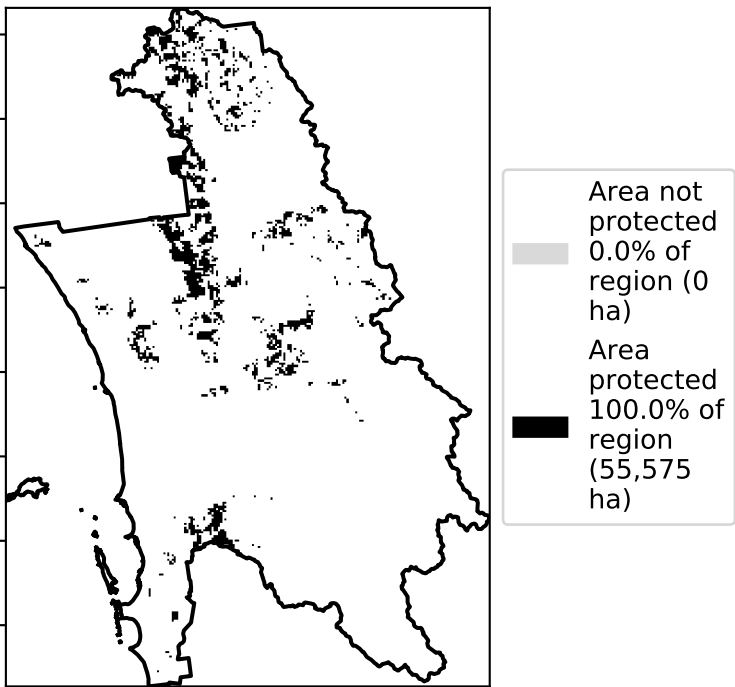 Area not
protected
0.0% of
region (0
ha)
Area
protected
100.0% of
region
(55,575
ha)